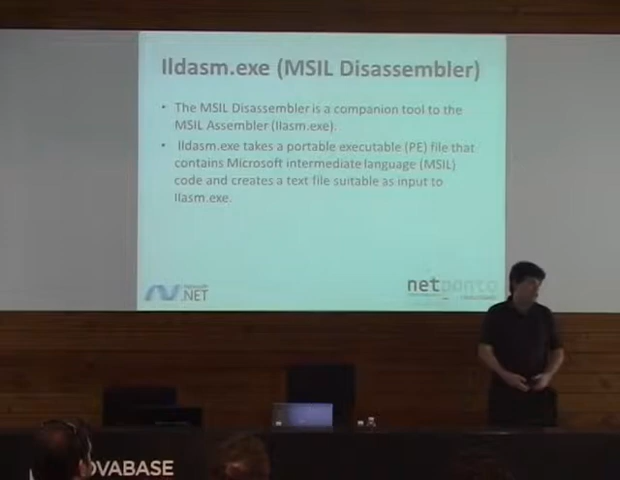 Ildasm.exe (MSIL Disassembler)
• The MSIL Disassembler is a companion tool to the
MSIL Assembler (Ilasm.exe).
• Ildasm.exe takes a portable executable (PE) file that
contains Microsoft intermediate language (MSIL)
code and creates a text file suitable as input to
Ilasm.exe.
Microsoft
.NET
netponto
OVABASE